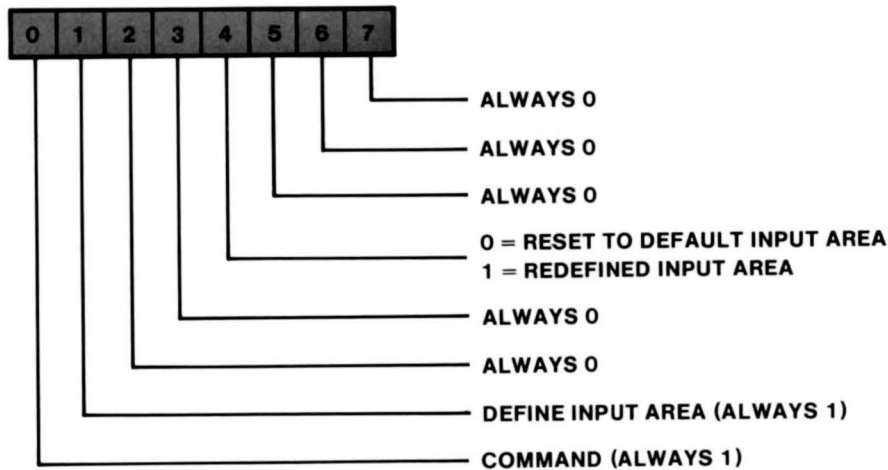 0 1 2 3 4 5 6 7
ALWAYS 0
ALWAYS 0
ALWAYS 0
0 = RESET TO DEFAULT INPUT AREA
1 = REDEFINED INPUT AREA
ALWAYS 0
ALWAYS 0
DEFINE INPUT AREA (ALWAYS 1)
COMMAND (ALWAYS 1)